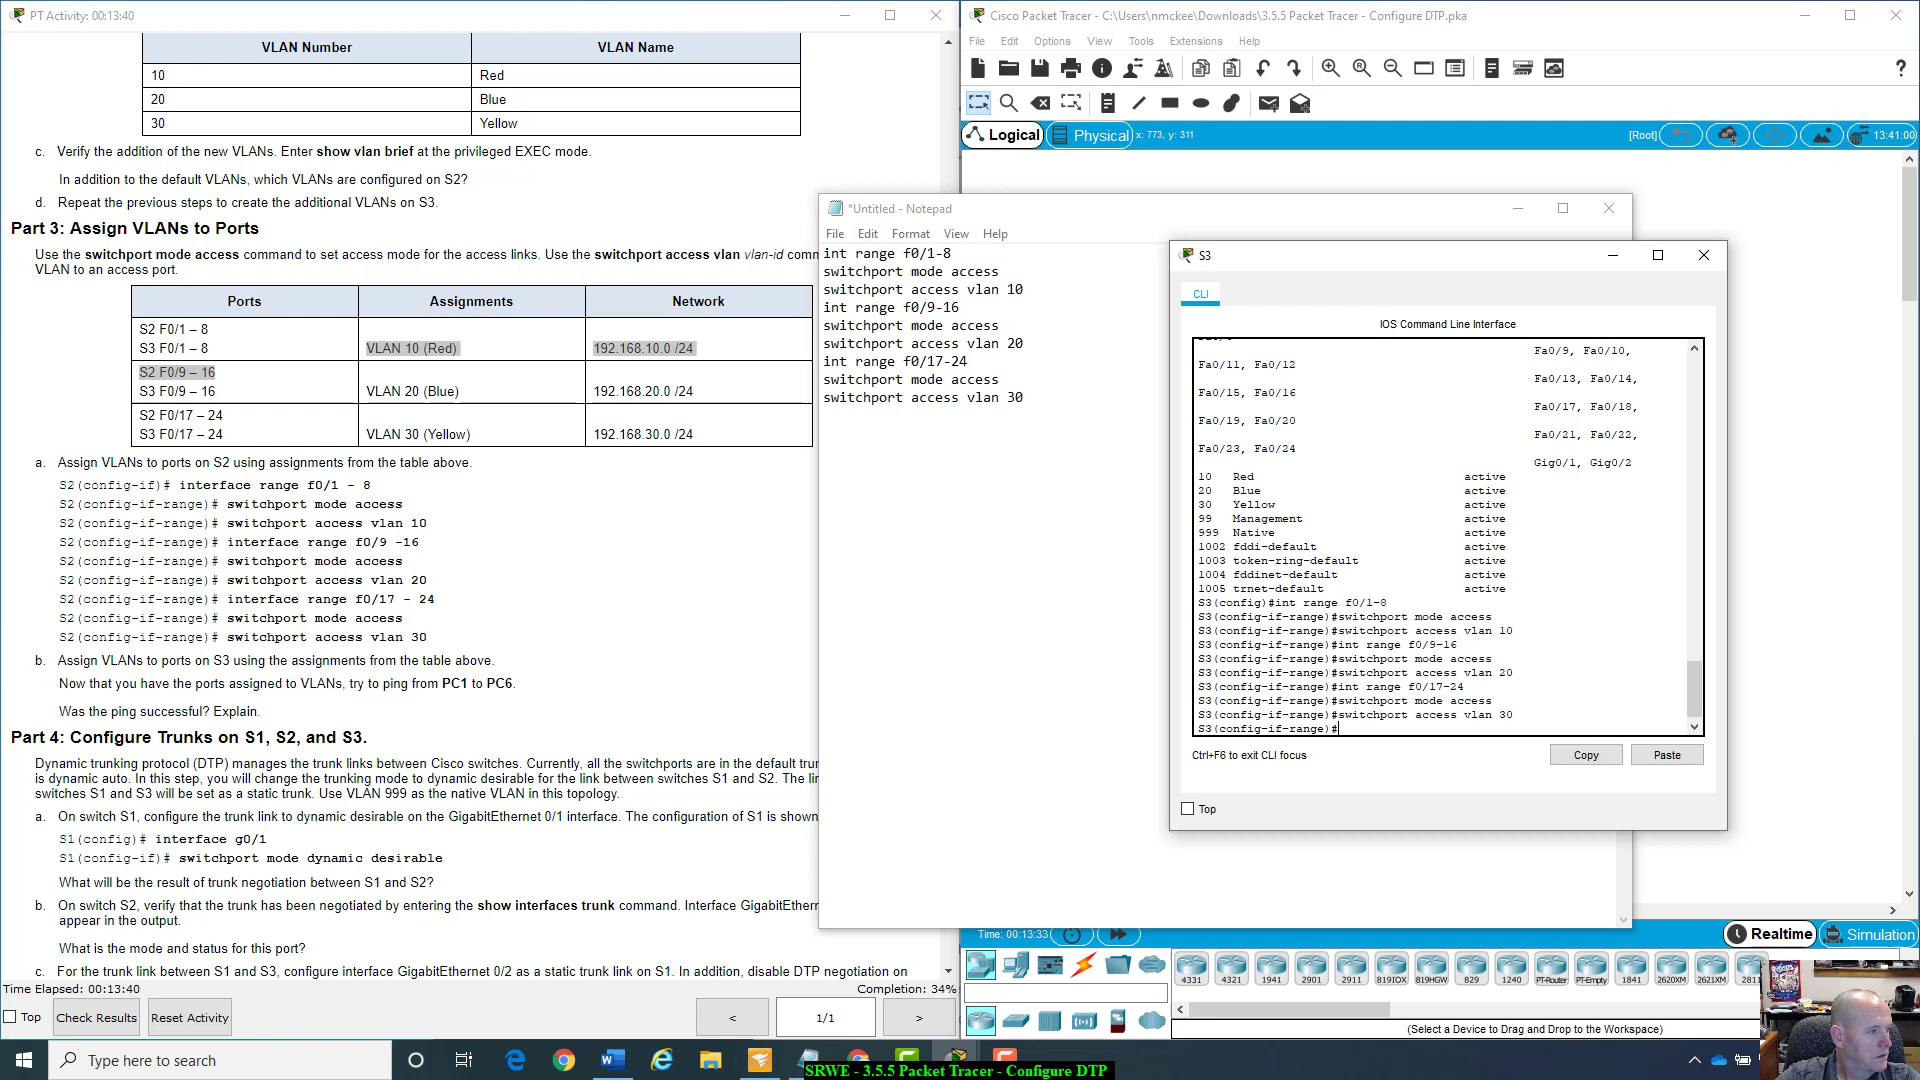 PT Activity: 00:13:40
VLAN Number VLAN Name
10 Red
20 Blue
30 Yellow
c. Verify the addition of the new VLANs. Enter show vlan brief at the privileged EXEC mode.
In addition to the default VLANs, which VLANs are configured on S2?
d. Repeat the previous steps to create the additional VLANs on S3.
Part 3: Assign VLANs to Ports
Use the switchport mode access command to set access mode for the access links. Use the switchport access vlan vlan-id comm
VLAN to an access port.
Ports Assignments Network
S2 F0/1 – 8
S3 F0/1 – 8 VLAN 10 (Red) 192.168.10.0 /24
S2 F0/9 – 16
S3 F0/9 – 16 VLAN 20 (Blue) 192.168.20.0 /24
S2 F0/17 – 24
S3 F0/17 – 24 VLAN 30 (Yellow) 192.168.30.0 /24
a. Assign VLANs to ports on S2 using assignments from the table above.
S2(config-if)# interface range f0/1 - 8
S2(config-if-range)# switchport mode access
S2(config-if-range)# switchport access vlan 10
S2(config-if-range)# interface range f0/9 -16
S2(config-if-range)# switchport mode access
S2(config-if-range)# switchport access vlan 20
S2(config-if-range)# interface range f0/17 - 24
S2(config-if-range)# switchport mode access
S2(config-if-range)# switchport access vlan 30
b. Assign VLANs to ports on S3 using the assignments from the table above.
Now that you have the ports assigned to VLANs, try to ping from PC1 to PC6.
Was the ping successful? Explain.
Part 4: Configure Trunks on S1, S2, and S3.
Dynamic trunking protocol (DTP) manages the trunk links between Cisco switches. Currently, all the switchports are in the default trun
is dynamic auto. In this step, you will change the trunking mode to dynamic desirable for the link between switches S1 and S2. The lin
switches S1 and S3 will be set as a static trunk. Use VLAN 999 as the native VLAN in this topology.
a. On switch S1, configure the trunk link to dynamic desirable on the GigabitEthernet 0/1 interface. The configuration of S1 is shown
S1(config)# interface g0/1
S1(config-if)# switchport mode dynamic desirable
What will be the result of trunk negotiation between S1 and S2?
b. On switch S2, verify that the trunk has been negotiated by entering the show interfaces trunk command. Interface GigabitEthern
appear in the output.
What is the mode and status for this port?
c. For the trunk link between S1 and S3, configure interface GigabitEthernet 0/2 as a static trunk link on S1. In addition, disable DTP negotiation on
Time Elapsed: 00:13:40 Completion: 34%
Top Check Results Reset Activity < 1/1 >
Cisco Packet Tracer - C:\Users\nmckee\Downloads\3.5.5 Packet Tracer - Configure DTP.pka
File Edit Options View Tools Extensions Help
?
Logical Physical x: 773, y: 311 [Root] 13:41:00
*Untitled - Notepad
File Edit Format View Help
int range f0/1-8
switchport mode access
switchport access vlan 10
int range f0/9-16
switchport mode access
switchport access vlan 20
int range f0/17-24
switchport mode access
switchport access vlan 30
S3
CLI
IOS Command Line Interface
Fa0/9, Fa0/10,
Fa0/11, Fa0/12
Fa0/13, Fa0/14,
Fa0/15, Fa0/16
Fa0/17, Fa0/18,
Fa0/19, Fa0/20
Fa0/21, Fa0/22,
Fa0/23, Fa0/24
Gig0/1, Gig0/2
10 Red active
20 Blue active
30 Yellow active
99 Management active
999 Native active
1002 fddi-default active
1003 token-ring-default active
1004 fddinet-default active
1005 trnet-default active
S3(config)#int range f0/1-8
S3(config-if-range)#switchport mode access
S3(config-if-range)#switchport access vlan 10
S3(config-if-range)#int range f0/9-16
S3(config-if-range)#switchport mode access
S3(config-if-range)#switchport access vlan 20
S3(config-if-range)#int range f0/17-24
S3(config-if-range)#switchport mode access
S3(config-if-range)#switchport access vlan 30
S3(config-if-range)#
Ctrl+F6 to exit CLI focus Copy Paste
Top
Time: 00:13:33 Realtime Simulation
4331 4321 1941 2901 2911 819IOX 819HGW 829 1240 PT-Router PT-Empty 1841 2620XM 2621XM 2811
(Select a Device to Drag and Drop to the Workspace)
Type here to search
SRWE - 3.5.5 Packet Tracer - Configure DTP